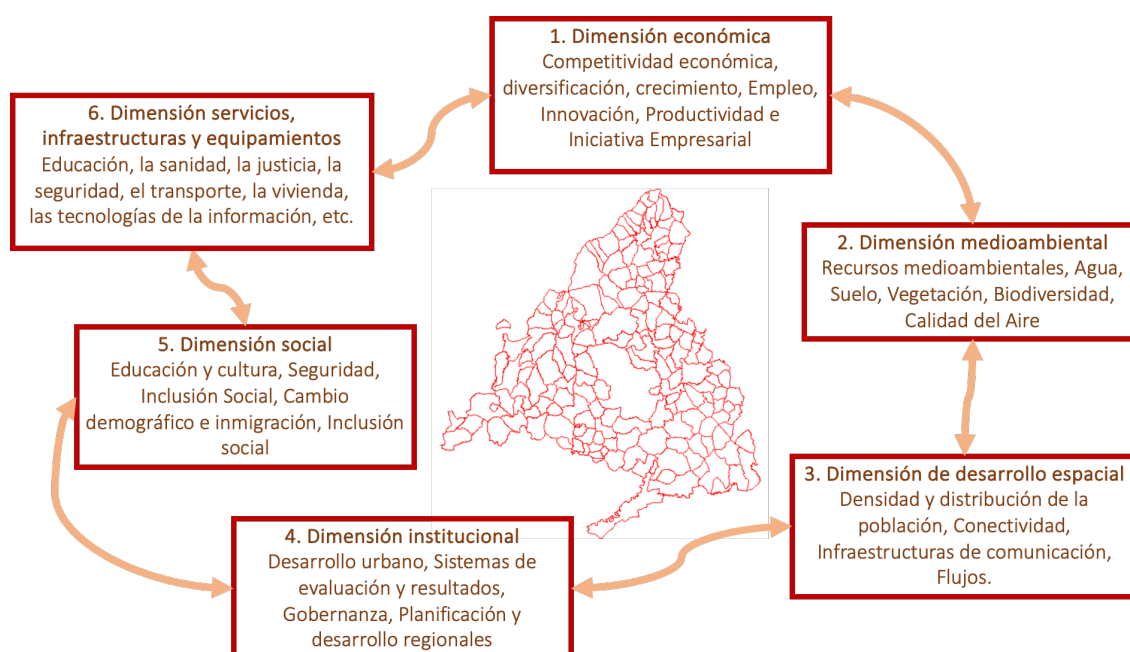 1. Dimensión económica
Competitividad económica,
diversificación, crecimiento, Empleo,
Innovación, Productividad e
Iniciativa Empresarial
2. Dimensión medioambiental
Recursos medioambientales, Agua,
Suelo, Vegetación, Biodiversidad,
Calidad del Aire
3. Dimensión de desarrollo espacial
Densidad y distribución de la
población, Conectividad,
Infraestructuras de comunicación,
Flujos.
4. Dimensión institucional
Desarrollo urbano, Sistemas de
evaluación y resultados,
Gobernanza, Planificación y
desarrollo regionales
5. Dimensión social
Educación y cultura, Seguridad,
Inclusión Social, Cambio
demográfico e inmigración, Inclusión
social
6. Dimensión servicios,
infraestructuras y equipamientos
Educación, la sanidad, la justicia, la
seguridad, el transporte, la vivienda,
las tecnologías de la información, etc.